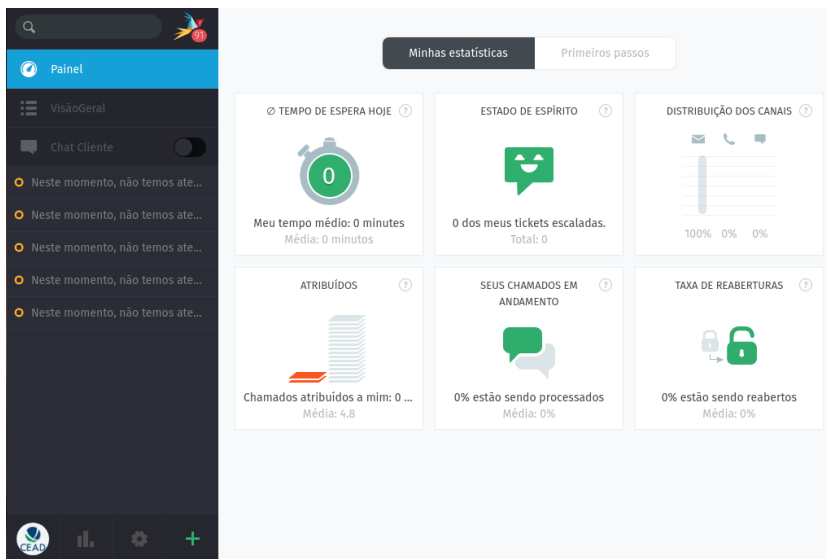 91
Minhas estatísticas
Primeiros passos
Painel
VisãoGeral
Chat Cliente
Neste momento, não temos ate...
Neste momento, não temos ate...
Neste momento, não temos ate...
Neste momento, não temos ate...
Neste momento, não temos ate...
CEAD
∅ TEMPO DE ESPERA HOJE ?
0
Meu tempo médio: 0 minutes
Média: 0 minutos
ESTADO DE ESPÍRITO ?
0 dos meus tickets escaladas.
Total: 0
DISTRIBUIÇÃO DOS CANAIS ?
100% 0% 0%
ATRIBUÍDOS ?
Chamados atribuídos a mim: 0 ...
Média: 4.8
SEUS CHAMADOS EM ?
ANDAMENTO
0% estão sendo processados
Média: 0%
TAXA DE REABERTURAS ?
0% estão sendo reabertos
Média: 0%